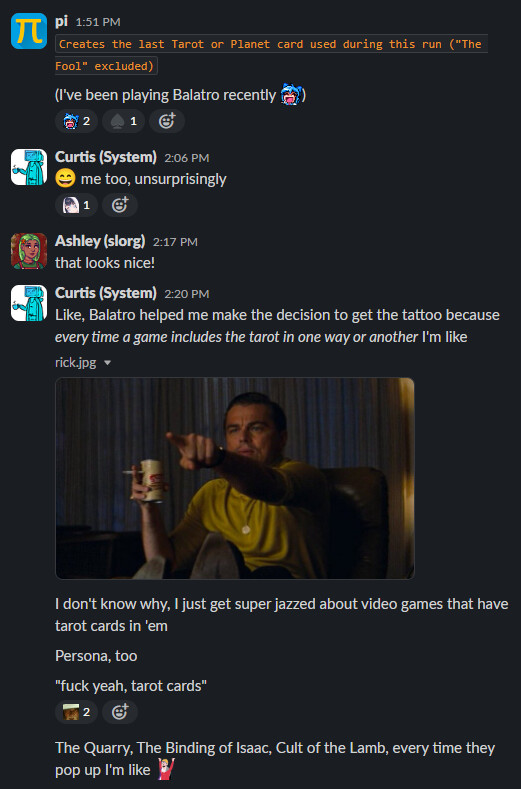 pi 1:51 PM
Creates the last Tarot or Planet card used during this run ("The
Fool" excluded)
(I've been playing Balatro recently )
2 1
Curtis (System) 2:06 PM
me too, unsurprisingly
1
Ashley (slorg) 2:17 PM
that looks nice!
Curtis (System) 2:20 PM
Like, Balatro helped me make the decision to get the tattoo because
every time a game includes the tarot in one way or another I'm like
rick.jpg
I don't know why, I just get super jazzed about video games that have
tarot cards in 'em
Persona, too
"fuck yeah, tarot cards"
2
The Quarry, The Binding of Isaac, Cult of the Lamb, every time they
pop up I'm like